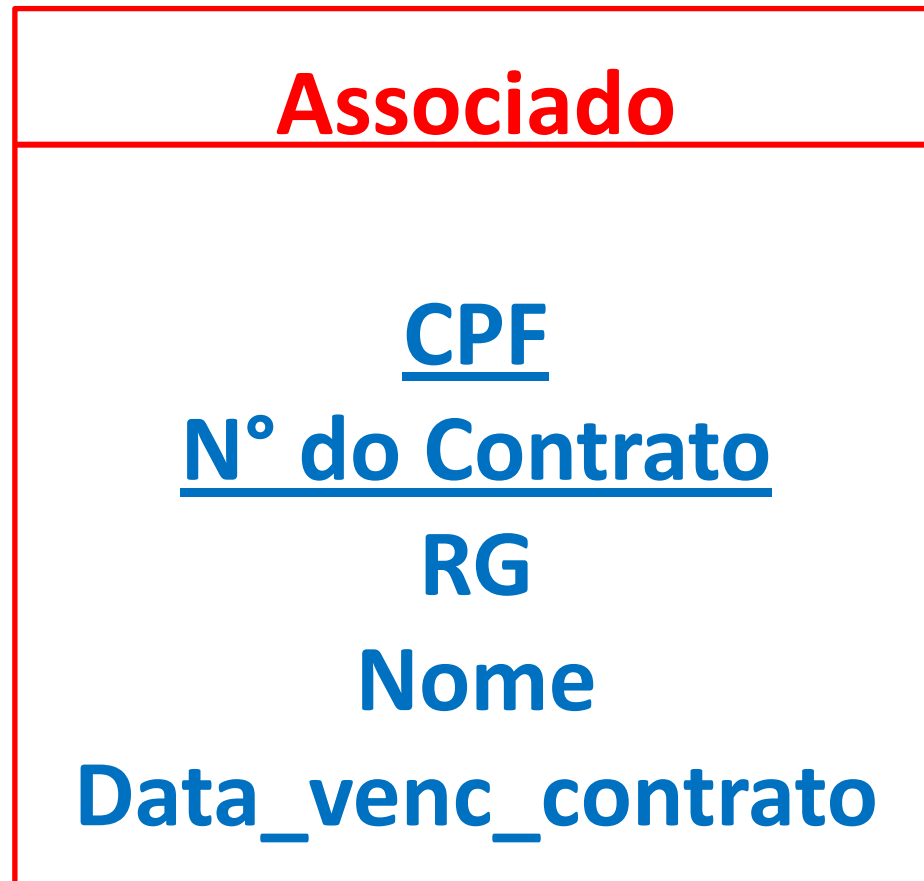 Associado
CPF
N° do Contrato
RG
Nome
Data_venc_contrato